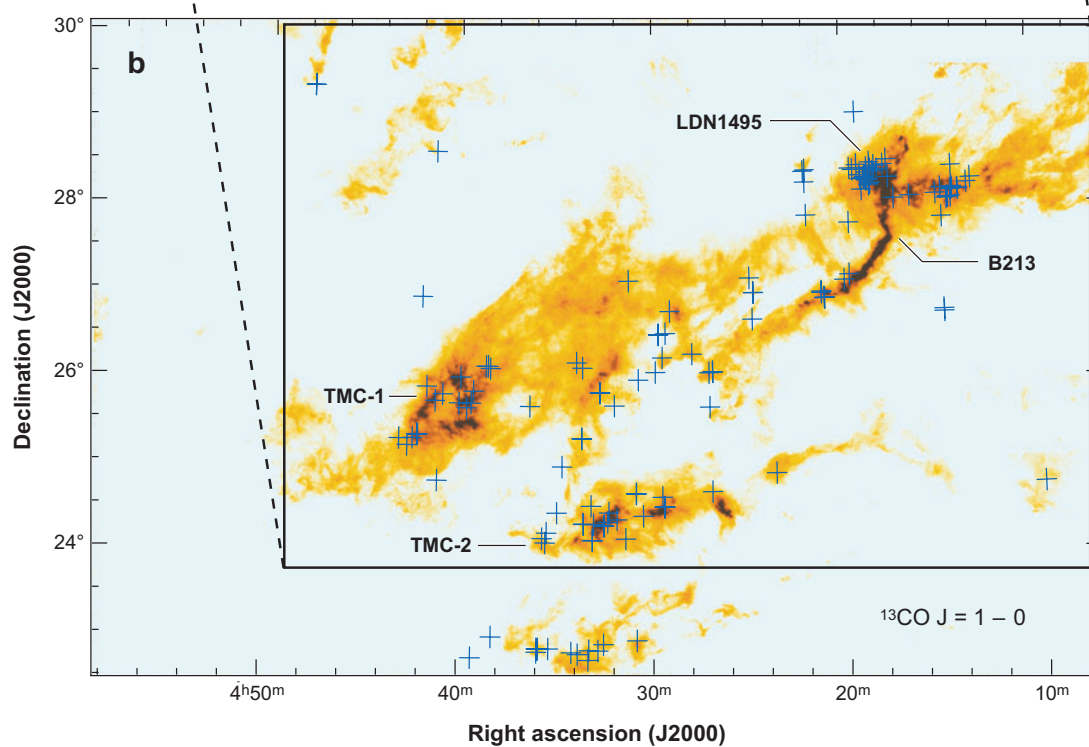 30°
b
LDN1495
28°
B213
26°
TMC-1
24°
TMC-2
¹³CO J = 1 – 0
4ʰ50ᵐ
40ᵐ
30ᵐ
20ᵐ
10ᵐ
Declination (J2000)
Right ascension (J2000)